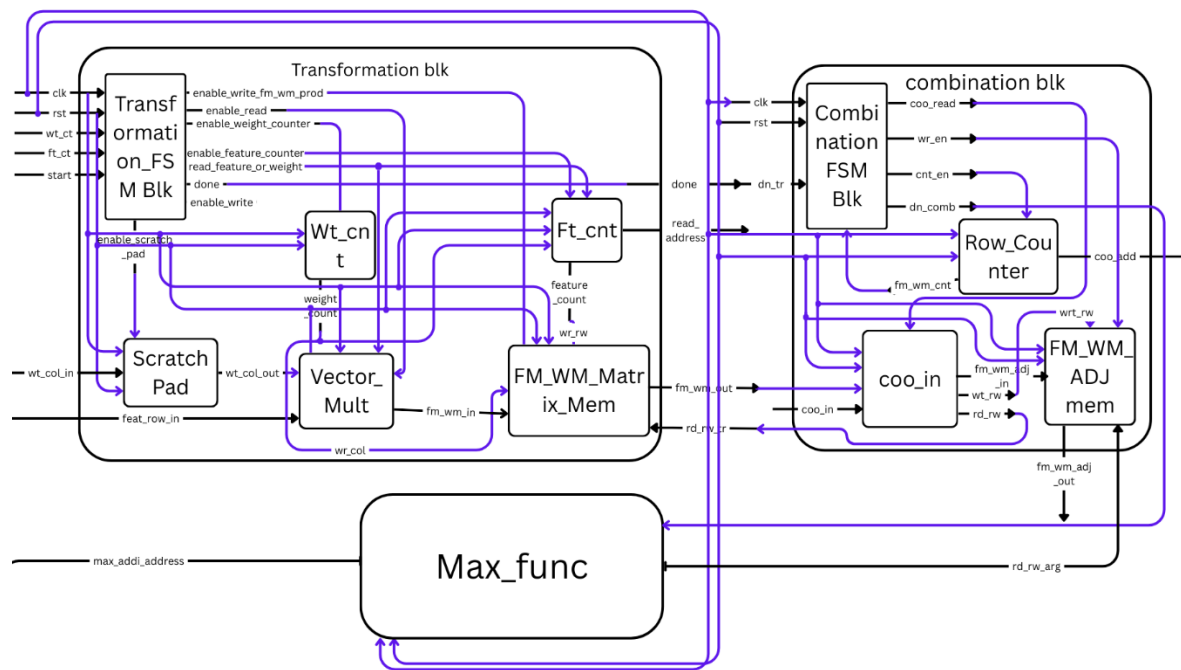 Transformation blk
combination blk
clk
rst
wt_ct
ft_ct
start
Transf
ormati
on_FS
M Blk
enable_write_fm_wm_prod
enable_read
enable_weight_counter
enable_feature_counter
read_feature_or_weight
done
enable_write
enable_scratch
_pad
Wt_cn
t
weight
_count
Ft_cnt
feature
_count
wr_rw
done
read_
address
dn_tr
clk
rst
Combi
nation
FSM
Blk
coo_read
wr_en
cnt_en
dn_comb
Row_Cou
nter
coo_add
fm_wm_cnt
wrt_rw
wt_col_in
Scratch
Pad
wt_col_out
feat_row_in
Vector_
Mult
fm_wm_in
wr_col
FM_WM_Matr
ix_Mem
fm_wm_out
rd_rw_tr
coo_in
coo_in
fm_wm_adj
_in
wt_rw
rd_rw
FM_WM_
ADJ
mem
fm_wm_adj
_out
max_addi_address
Max_func
rd_rw_arg